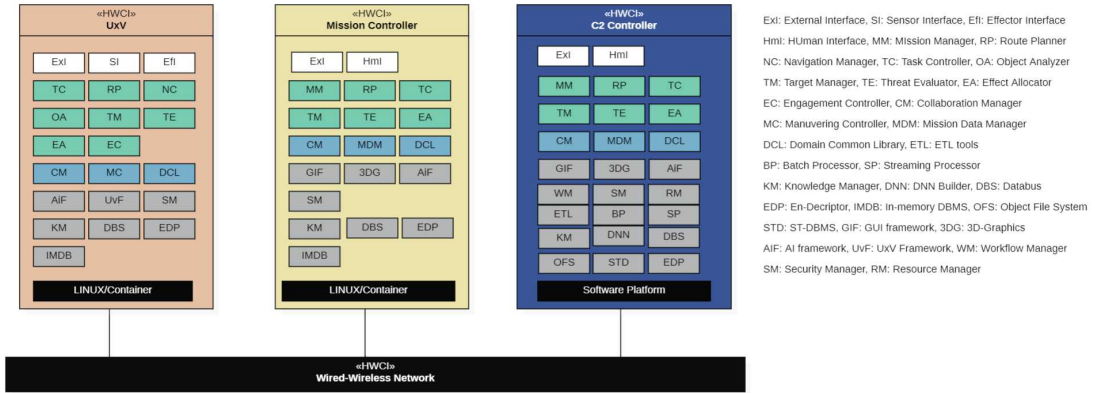 «HWCI»
UxV
ExI SI EfI
TC RP NC
OA TM TE
EA EC
CM MC DCL
AiF UvF SM
KM DBS EDP
IMDB
LINUX/Container
«HWCI»
Mission Controller
ExI HmI
MM RP TC
TM TE EA
CM MDM DCL
GIF 3DG AiF
SM
KM DBS EDP
IMDB
LINUX/Container
«HWCI»
C2 Controller
ExI HmI
MM RP TC
TM TE EA
CM MDM DCL
GIF 3DG AiF
WM SM RM
ETL BP SP
KM DNN DBS
OFS STD EDP
Software Platform
«HWCI»
Wired-Wireless Network
ExI: External Interface, SI: Sensor Interface, EfI: Effector Interface
HmI: HUman Interface, MM: MIssion Manager, RP: Route Planner
NC: Navigation Manager, TC: Task Controller, OA: Object Analyzer
TM: Target Manager, TE: Threat Evaluator, EA: Effect Allocator
EC: Engagement Controller, CM: Collaboration Manager
MC: Manuvering Controller, MDM: Mission Data Manager
DCL: Domain Common Library, ETL: ETL tools
BP: Batch Processor, SP: Streaming Processor
KM: Knowledge Manager, DNN: DNN Builder, DBS: Databus
EDP: En-Decriptor, IMDB: In-memory DBMS, OFS: Object File System
STD: ST-DBMS, GIF: GUI framework, 3DG: 3D-Graphics
AIF: AI framework, UvF: UxV Framework, WM: Workflow Manager
SM: Security Manager, RM: Resource Manager